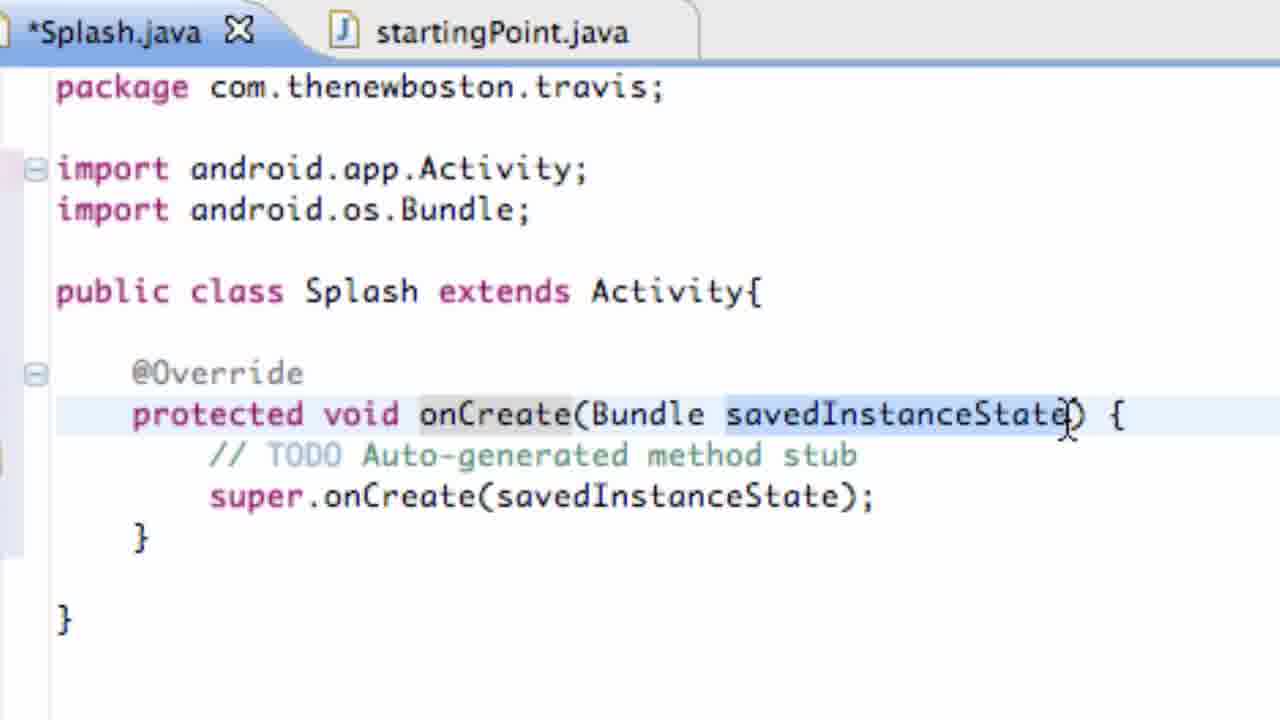 *Splash.java startingPoint.java
package com.thenewboston.travis;
import android.app.Activity;
import android.os.Bundle;
public class Splash extends Activity{
@Override
protected void onCreate(Bundle savedInstanceState) {
// TODO Auto-generated method stub
super.onCreate(savedInstanceState);
}
}